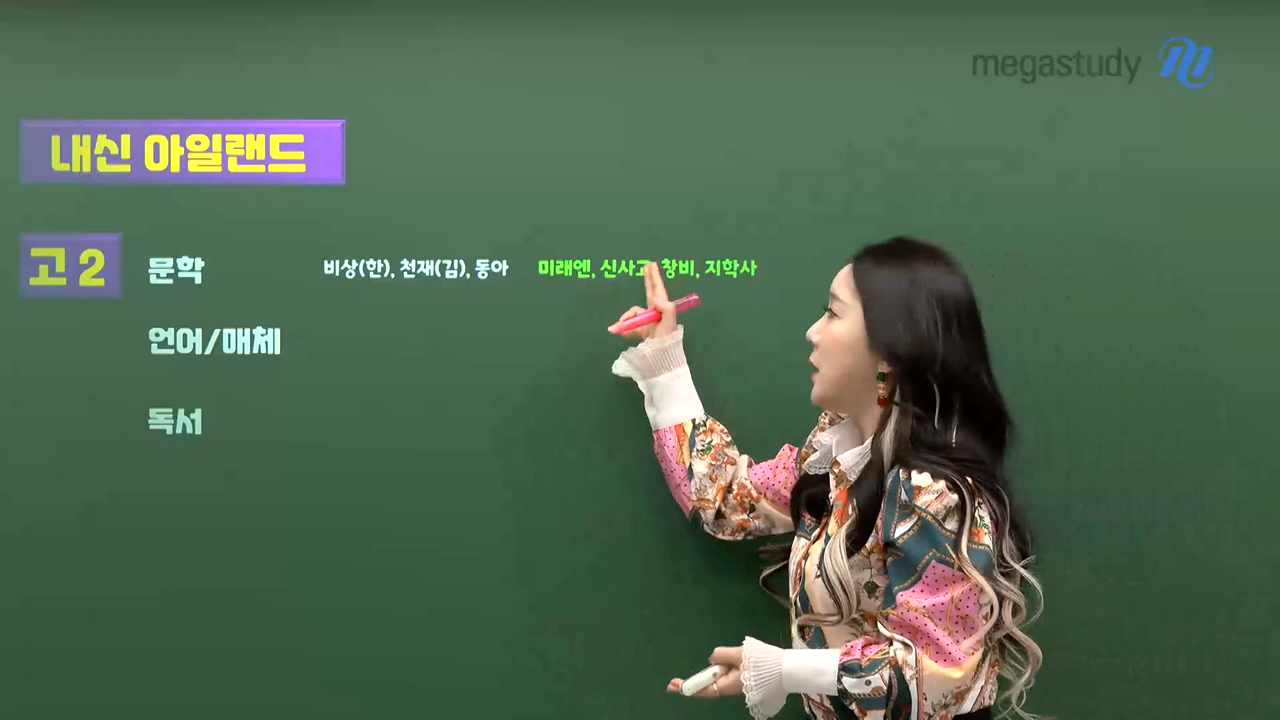 megastudy
내신 아일랜드
고 2 문학 비상(한), 천재(김), 동아 미래엔, 신사고, 창비, 지학사
언어/매체
독서